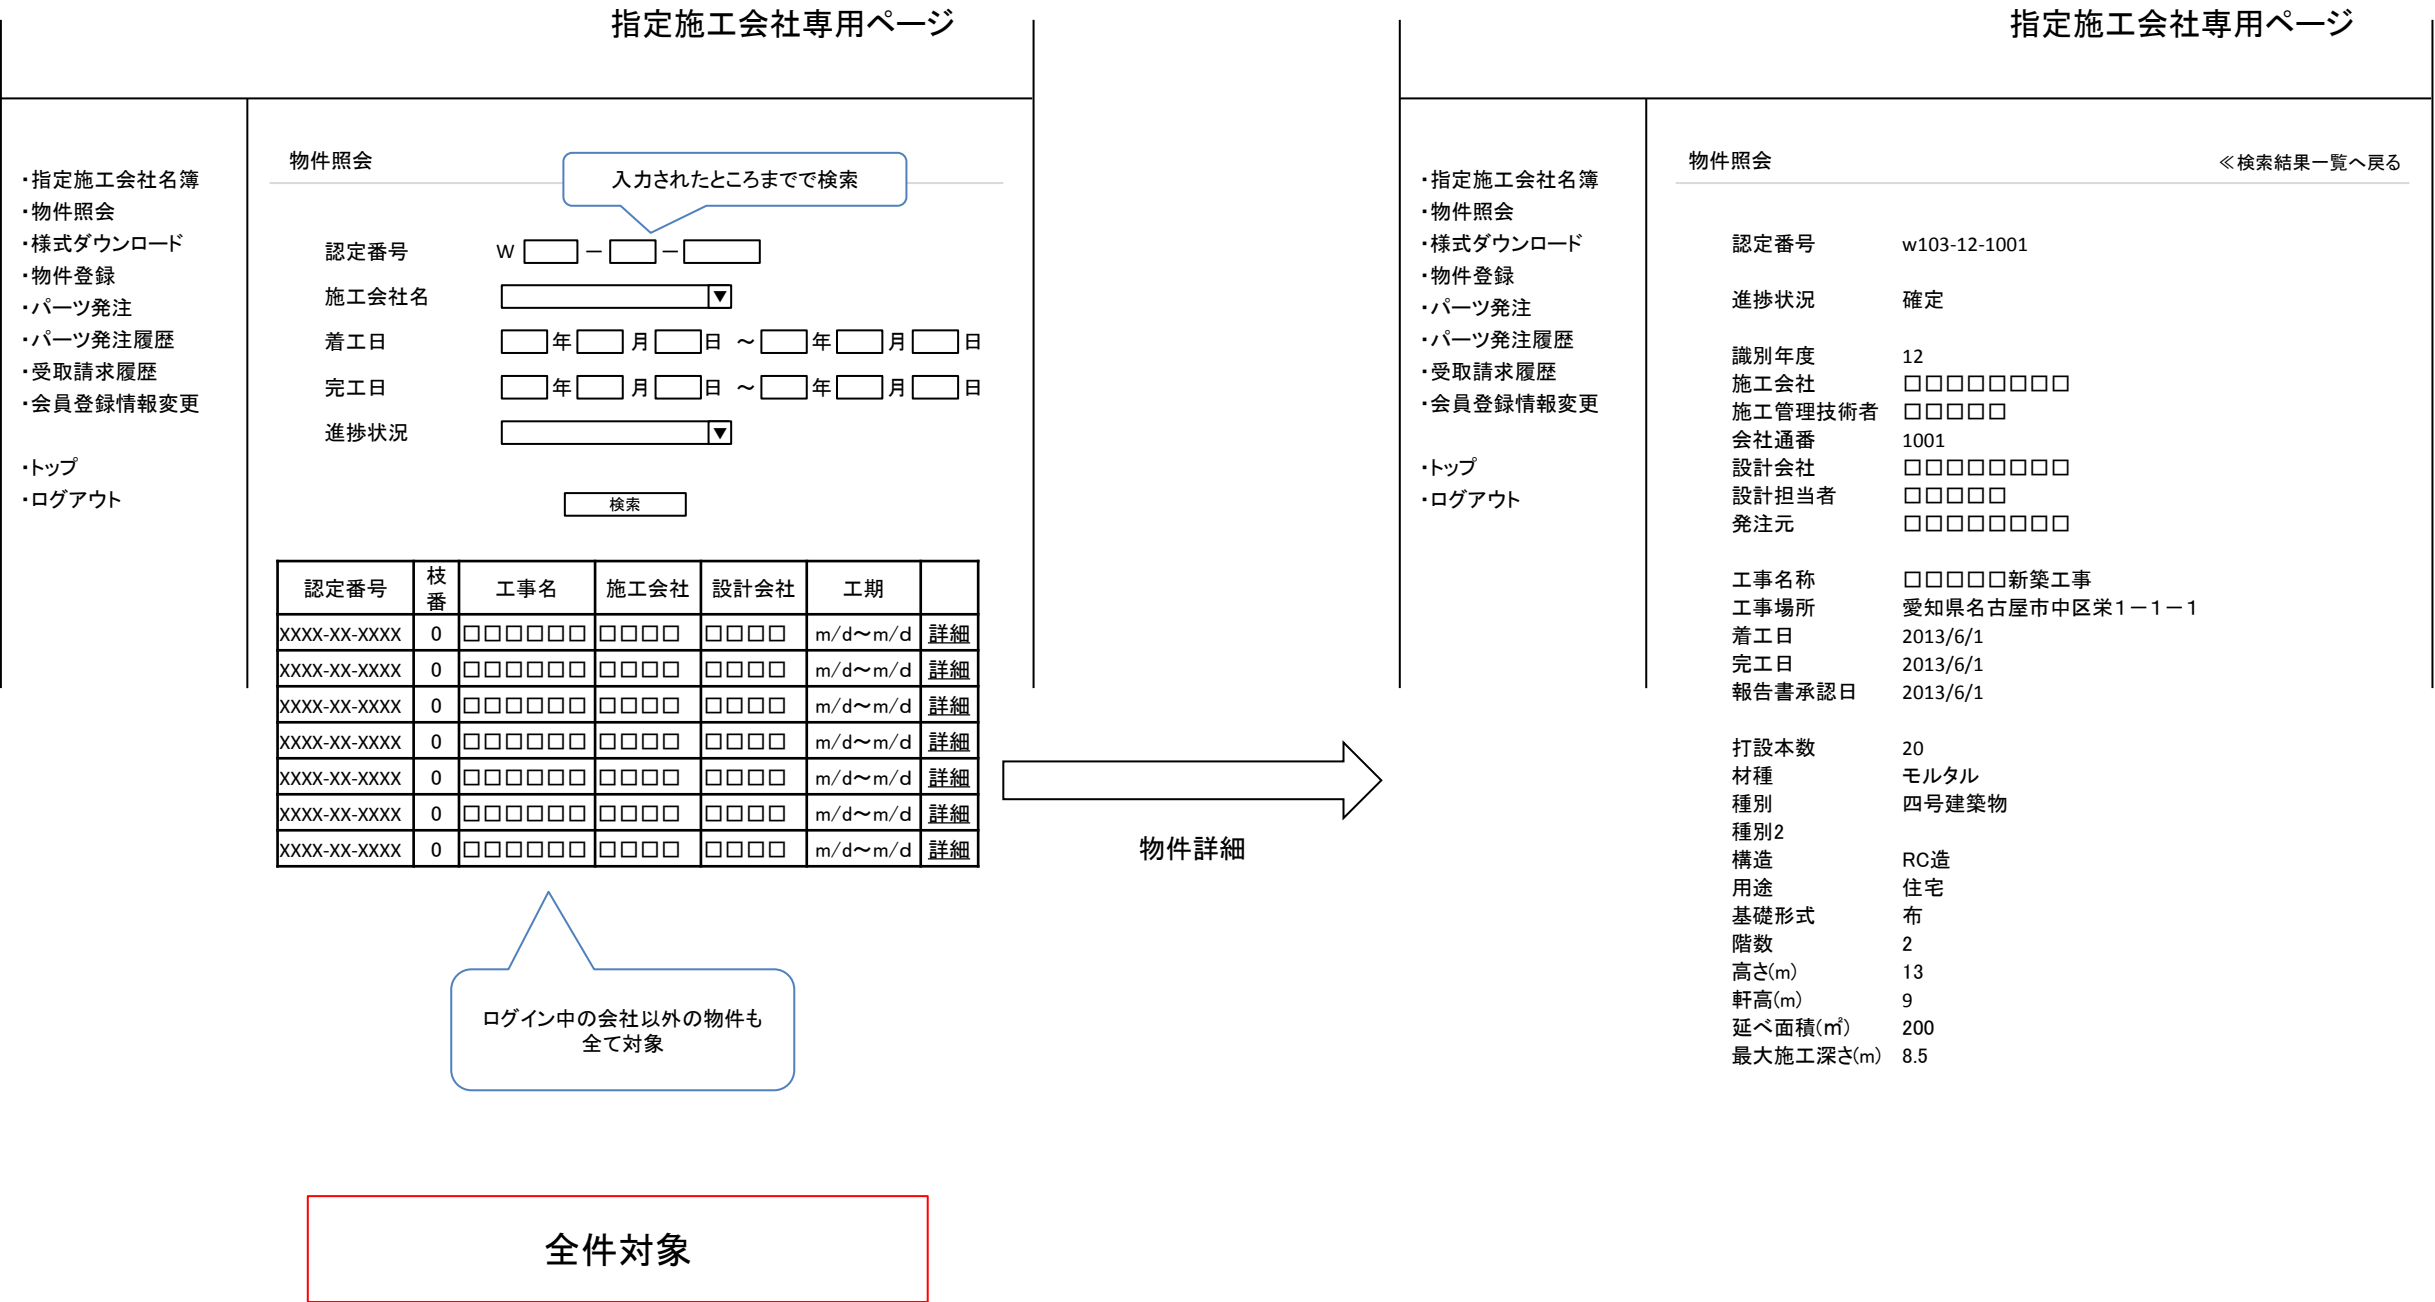 指定施工会社専用ページ
・指定施工会社名簿
・物件照会
・様式ダウンロード
・物件登録
・パーツ発注
・パーツ発注履歴
・受取請求履歴
・会員登録情報変更
・トップ
・ログアウト
物件照会
入力されたところまでで検索
認定番号 W － －
施工会社名 ▼
着工日 年 月 日 ～ 年 月 日
完工日 年 月 日 ～ 年 月 日
進捗状況 ▼
検索
認定番号 枝番 工事名 施工会社 設計会社 工期
XXXX-XX-XXXX 0 □□□□□□ □□□□ □□□□ m/d～m/d 詳細
XXXX-XX-XXXX 0 □□□□□□ □□□□ □□□□ m/d～m/d 詳細
XXXX-XX-XXXX 0 □□□□□□ □□□□ □□□□ m/d～m/d 詳細
XXXX-XX-XXXX 0 □□□□□□ □□□□ □□□□ m/d～m/d 詳細
XXXX-XX-XXXX 0 □□□□□□ □□□□ □□□□ m/d～m/d 詳細
XXXX-XX-XXXX 0 □□□□□□ □□□□ □□□□ m/d～m/d 詳細
XXXX-XX-XXXX 0 □□□□□□ □□□□ □□□□ m/d～m/d 詳細
ログイン中の会社以外の物件も
全て対象
全件対象
物件詳細
指定施工会社専用ページ
・指定施工会社名簿
・物件照会
・様式ダウンロード
・物件登録
・パーツ発注
・パーツ発注履歴
・受取請求履歴
・会員登録情報変更
・トップ
・ログアウト
物件照会 ≪検索結果一覧へ戻る
認定番号 w103-12-1001
進捗状況 確定
識別年度 12
施工会社 □□□□□□□□
施工管理技術者 □□□□□
会社通番 1001
設計会社 □□□□□□□□
設計担当者 □□□□□
発注元 □□□□□□□□
工事名称 □□□□□新築工事
工事場所 愛知県名古屋市中区栄１－１－１
着工日 2013/6/1
完工日 2013/6/1
報告書承認日 2013/6/1
打設本数 20
材種 モルタル
種別 四号建築物
種別2
構造 RC造
用途 住宅
基礎形式 布
階数 2
高さ(m) 13
軒高(m) 9
延べ面積(㎡) 200
最大施工深さ(m) 8.5